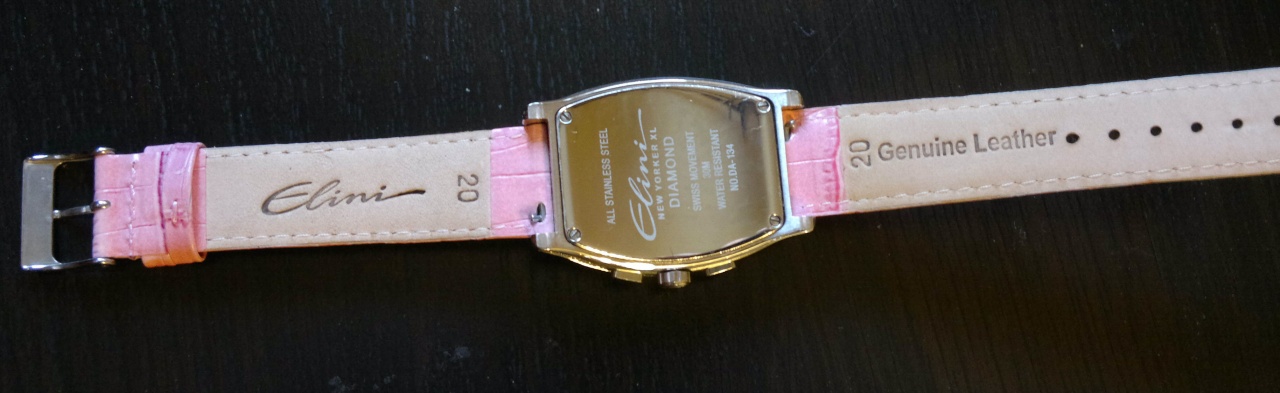 Elini
20
ALL STAINLESS STEEL
Elini
NEW YORKER XL
DIAMOND
SWISS MOVEMENT
30M
WATER RESISTANT
NO.DA-134
20
Genuine Leather